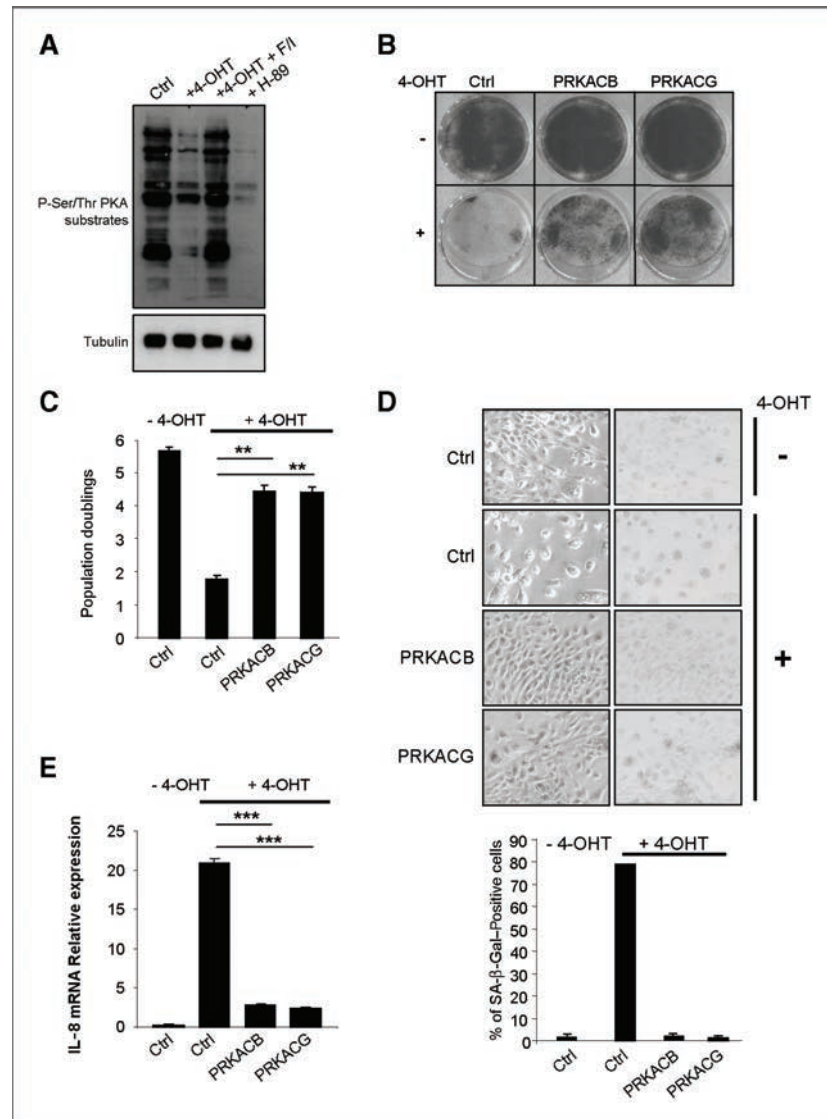 A
Ctrl
+4-OHT
+4-OHT + F/I
+ H-89
P-Ser/Thr PKA
substrates
Tubulin
B
4-OHT Ctrl PRKACB PRKACG
-
+
C
- 4-OHT + 4-OHT
**
**
Population doublings
6
5
4
3
2
1
0
Ctrl
Ctrl
PRKACB
PRKACG
D
4-OHT
Ctrl
-
Ctrl
PRKACB
+
PRKACG
- 4-OHT + 4-OHT
% of SA-β-Gal–Positive cells
90
80
70
60
50
40
30
20
10
0
Ctrl
Ctrl
PRKACB
PRKACG
E
- 4-OHT + 4-OHT
***
***
IL-8 mRNA Relative expression
25
20
15
10
5
0
Ctrl
Ctrl
PRKACB
PRKACG